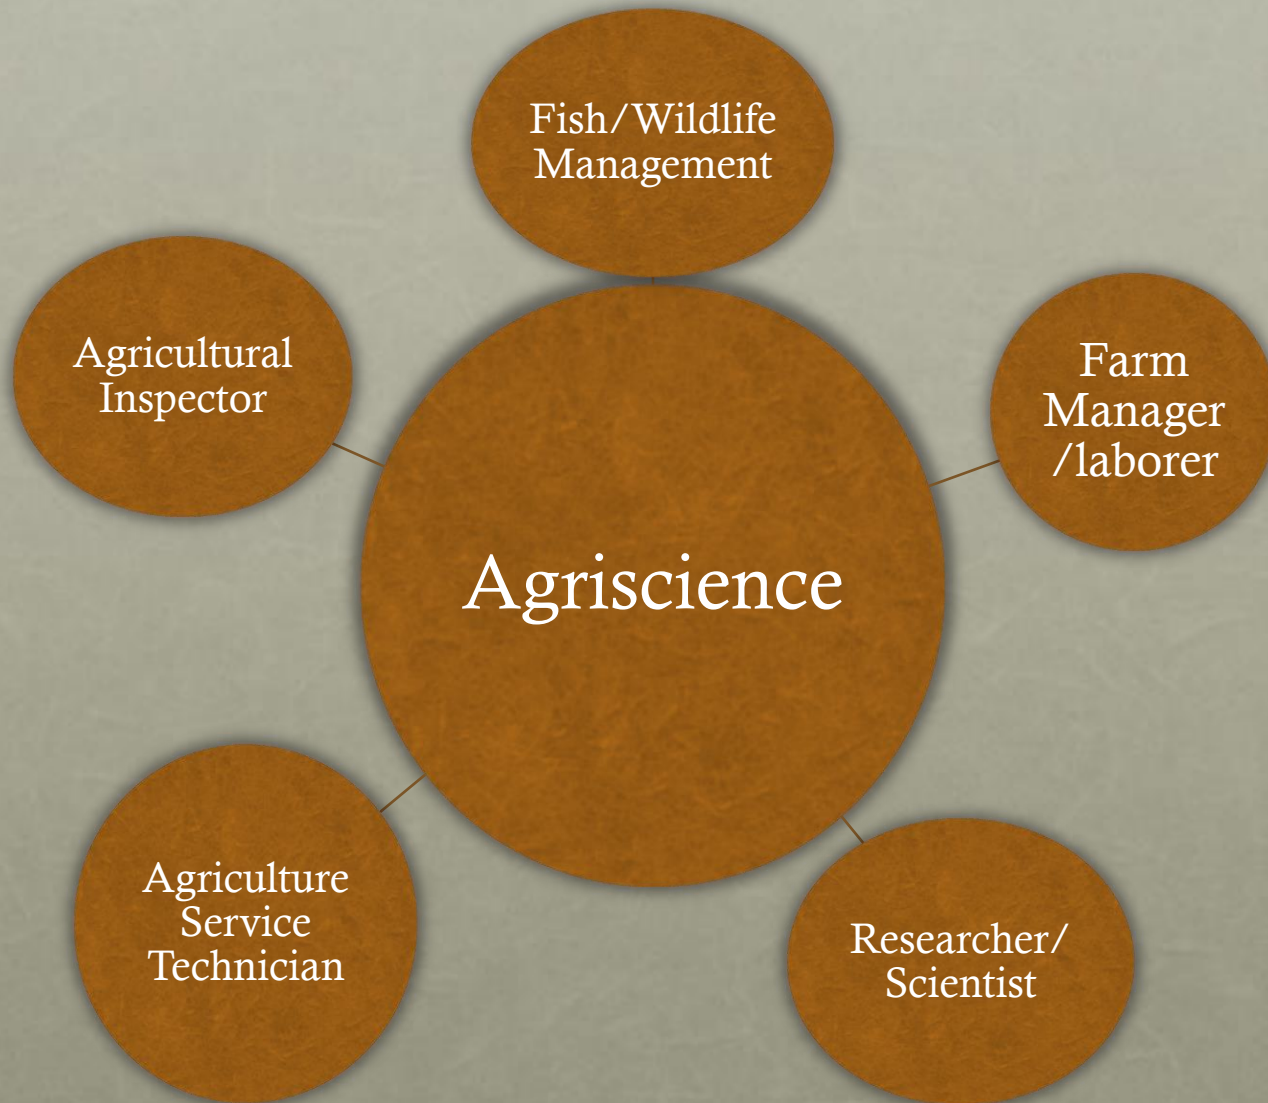 Fish/Wildlife
Management
Agricultural
Inspector
Farm
Manager
/laborer
Agriscience
Agriculture
Service
Technician
Researcher/
Scientist